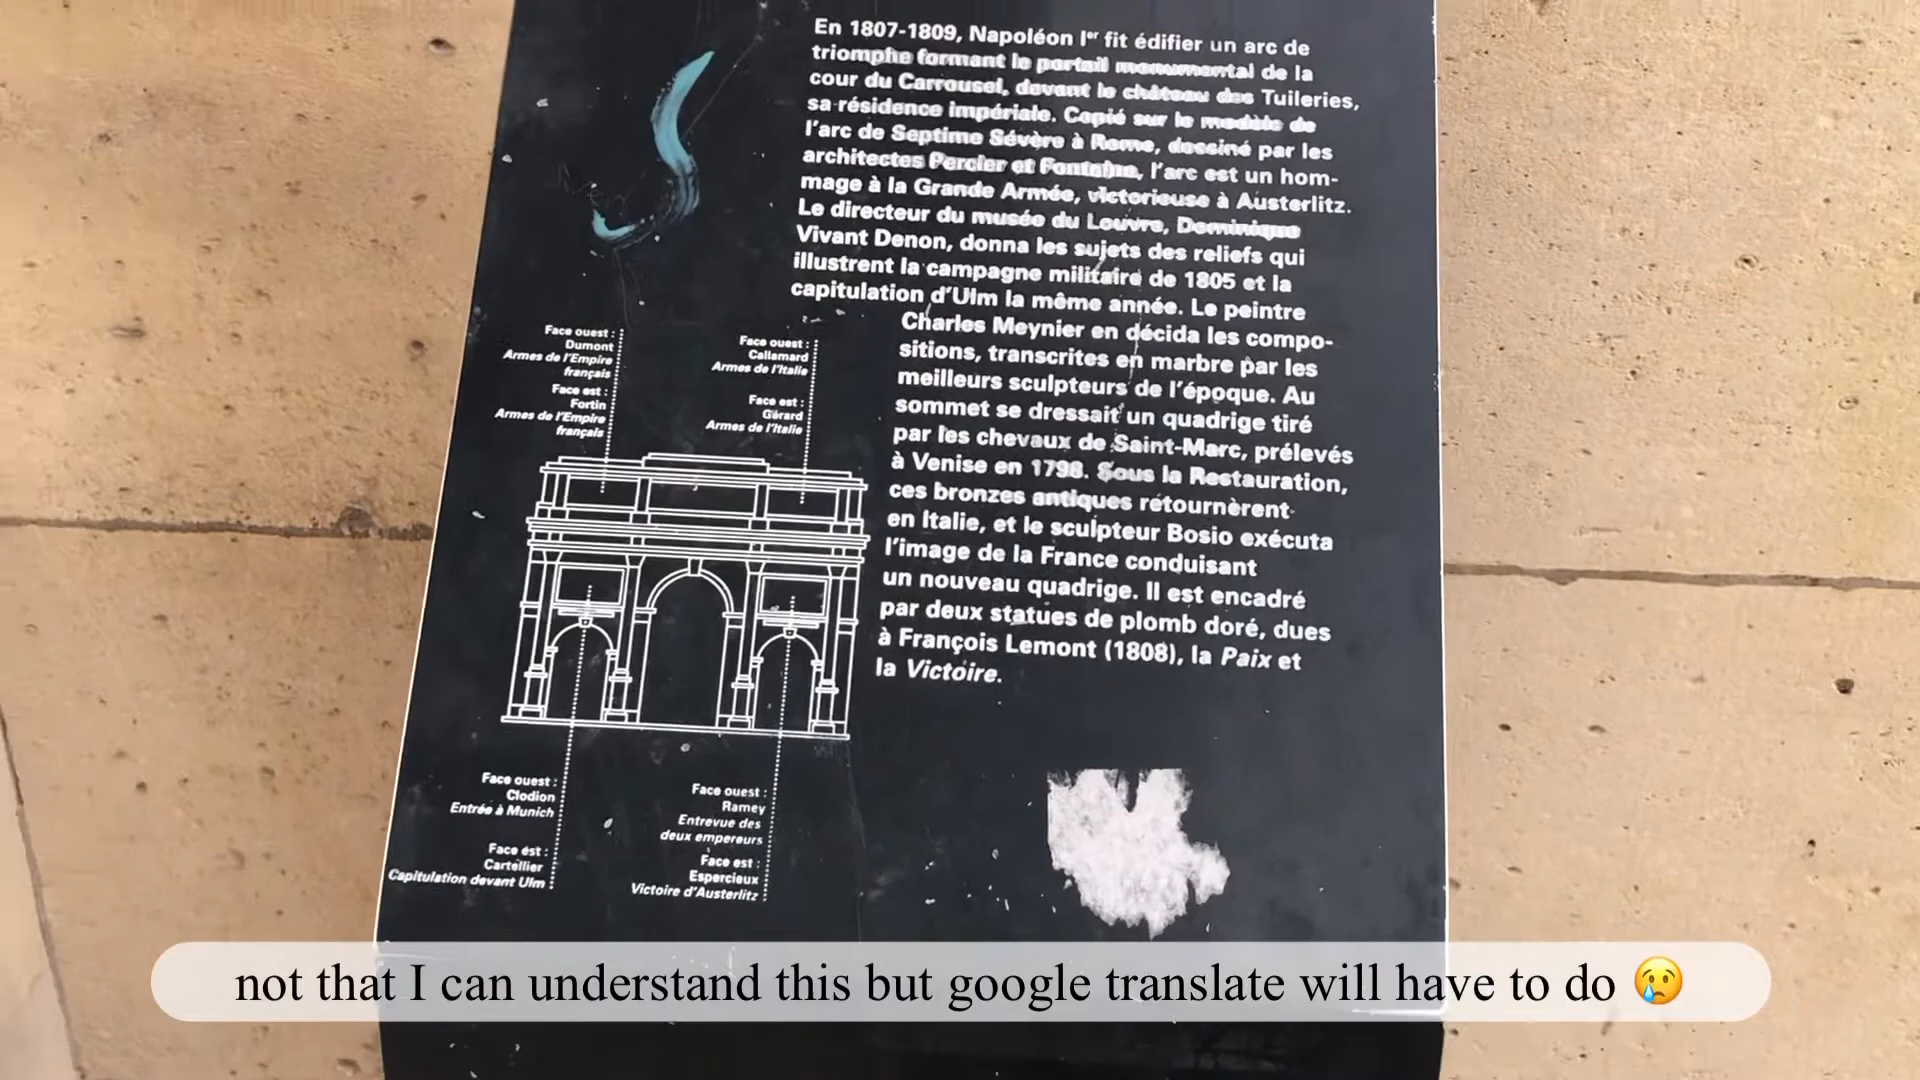 En 1807-1809, Napoléon Ier fit édifier un arc de
triomphe formant le portail monumental de la
cour du Carrousel, devant le château des Tuileries,
sa résidence impériale. Copié sur le modèle de
l'arc de Septime Sévère à Rome, dessiné par les
architectes Percier et Fontaine, l'arc est un hom-
mage à la Grande Armée, victorieuse à Austerlitz.
Le directeur du musée du Louvre, Dominique
Vivant Denon, donna les sujets des reliefs qui
illustrent la campagne militaire de 1805 et la
capitulation d'Ulm la même année. Le peintre
Charles Meynier en décida les compo-
sitions, transcrites en marbre par les
meilleurs sculpteurs de l'époque. Au
sommet se dressait un quadrige tiré
par les chevaux de Saint-Marc, prélevés
à Venise en 1798. Sous la Restauration,
ces bronzes antiques retournèrent
en Italie, et le sculpteur Bosio exécuta
l'image de la France conduisant
un nouveau quadrige. Il est encadré
par deux statues de plomb doré, dues
à François Lemont (1808), la Paix et
la Victoire.
Face ouest :
Dumont
Armes de l'Empire
français
Face est :
Fortin
Armes de l'Empire
français
Face ouest :
Callamard
Armes de l'Italie
Face est :
Gérard
Armes de l'Italie
Face ouest :
Clodion
Entrée à Munich
Face est :
Cartellier
Capitulation devant Ulm
Face ouest :
Ramey
Entrevue des
deux empereurs
Face est :
Espercieux
Victoire d'Austerlitz
not that I can understand this but google translate will have to do 😢